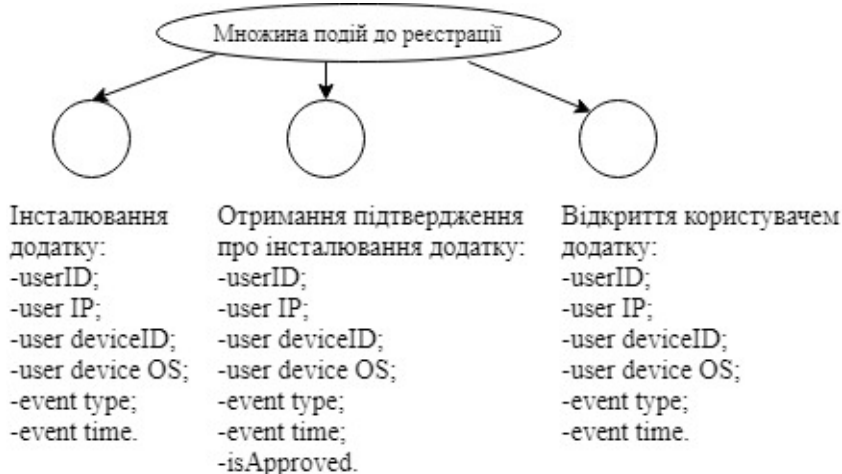 Множина подій до реєстрації
Інсталювання
додатку:
-userID;
-user IP;
-user deviceID;
-user device OS;
-event type;
-event time.
Отримання підтвердження
про інсталювання додатку:
-userID;
-user IP;
-user deviceID;
-user device OS;
-event type;
-event time;
-isApproved.
Відкриття користувачем
додатку:
-userID;
-user IP;
-user deviceID;
-user device OS;
-event type;
-event time.